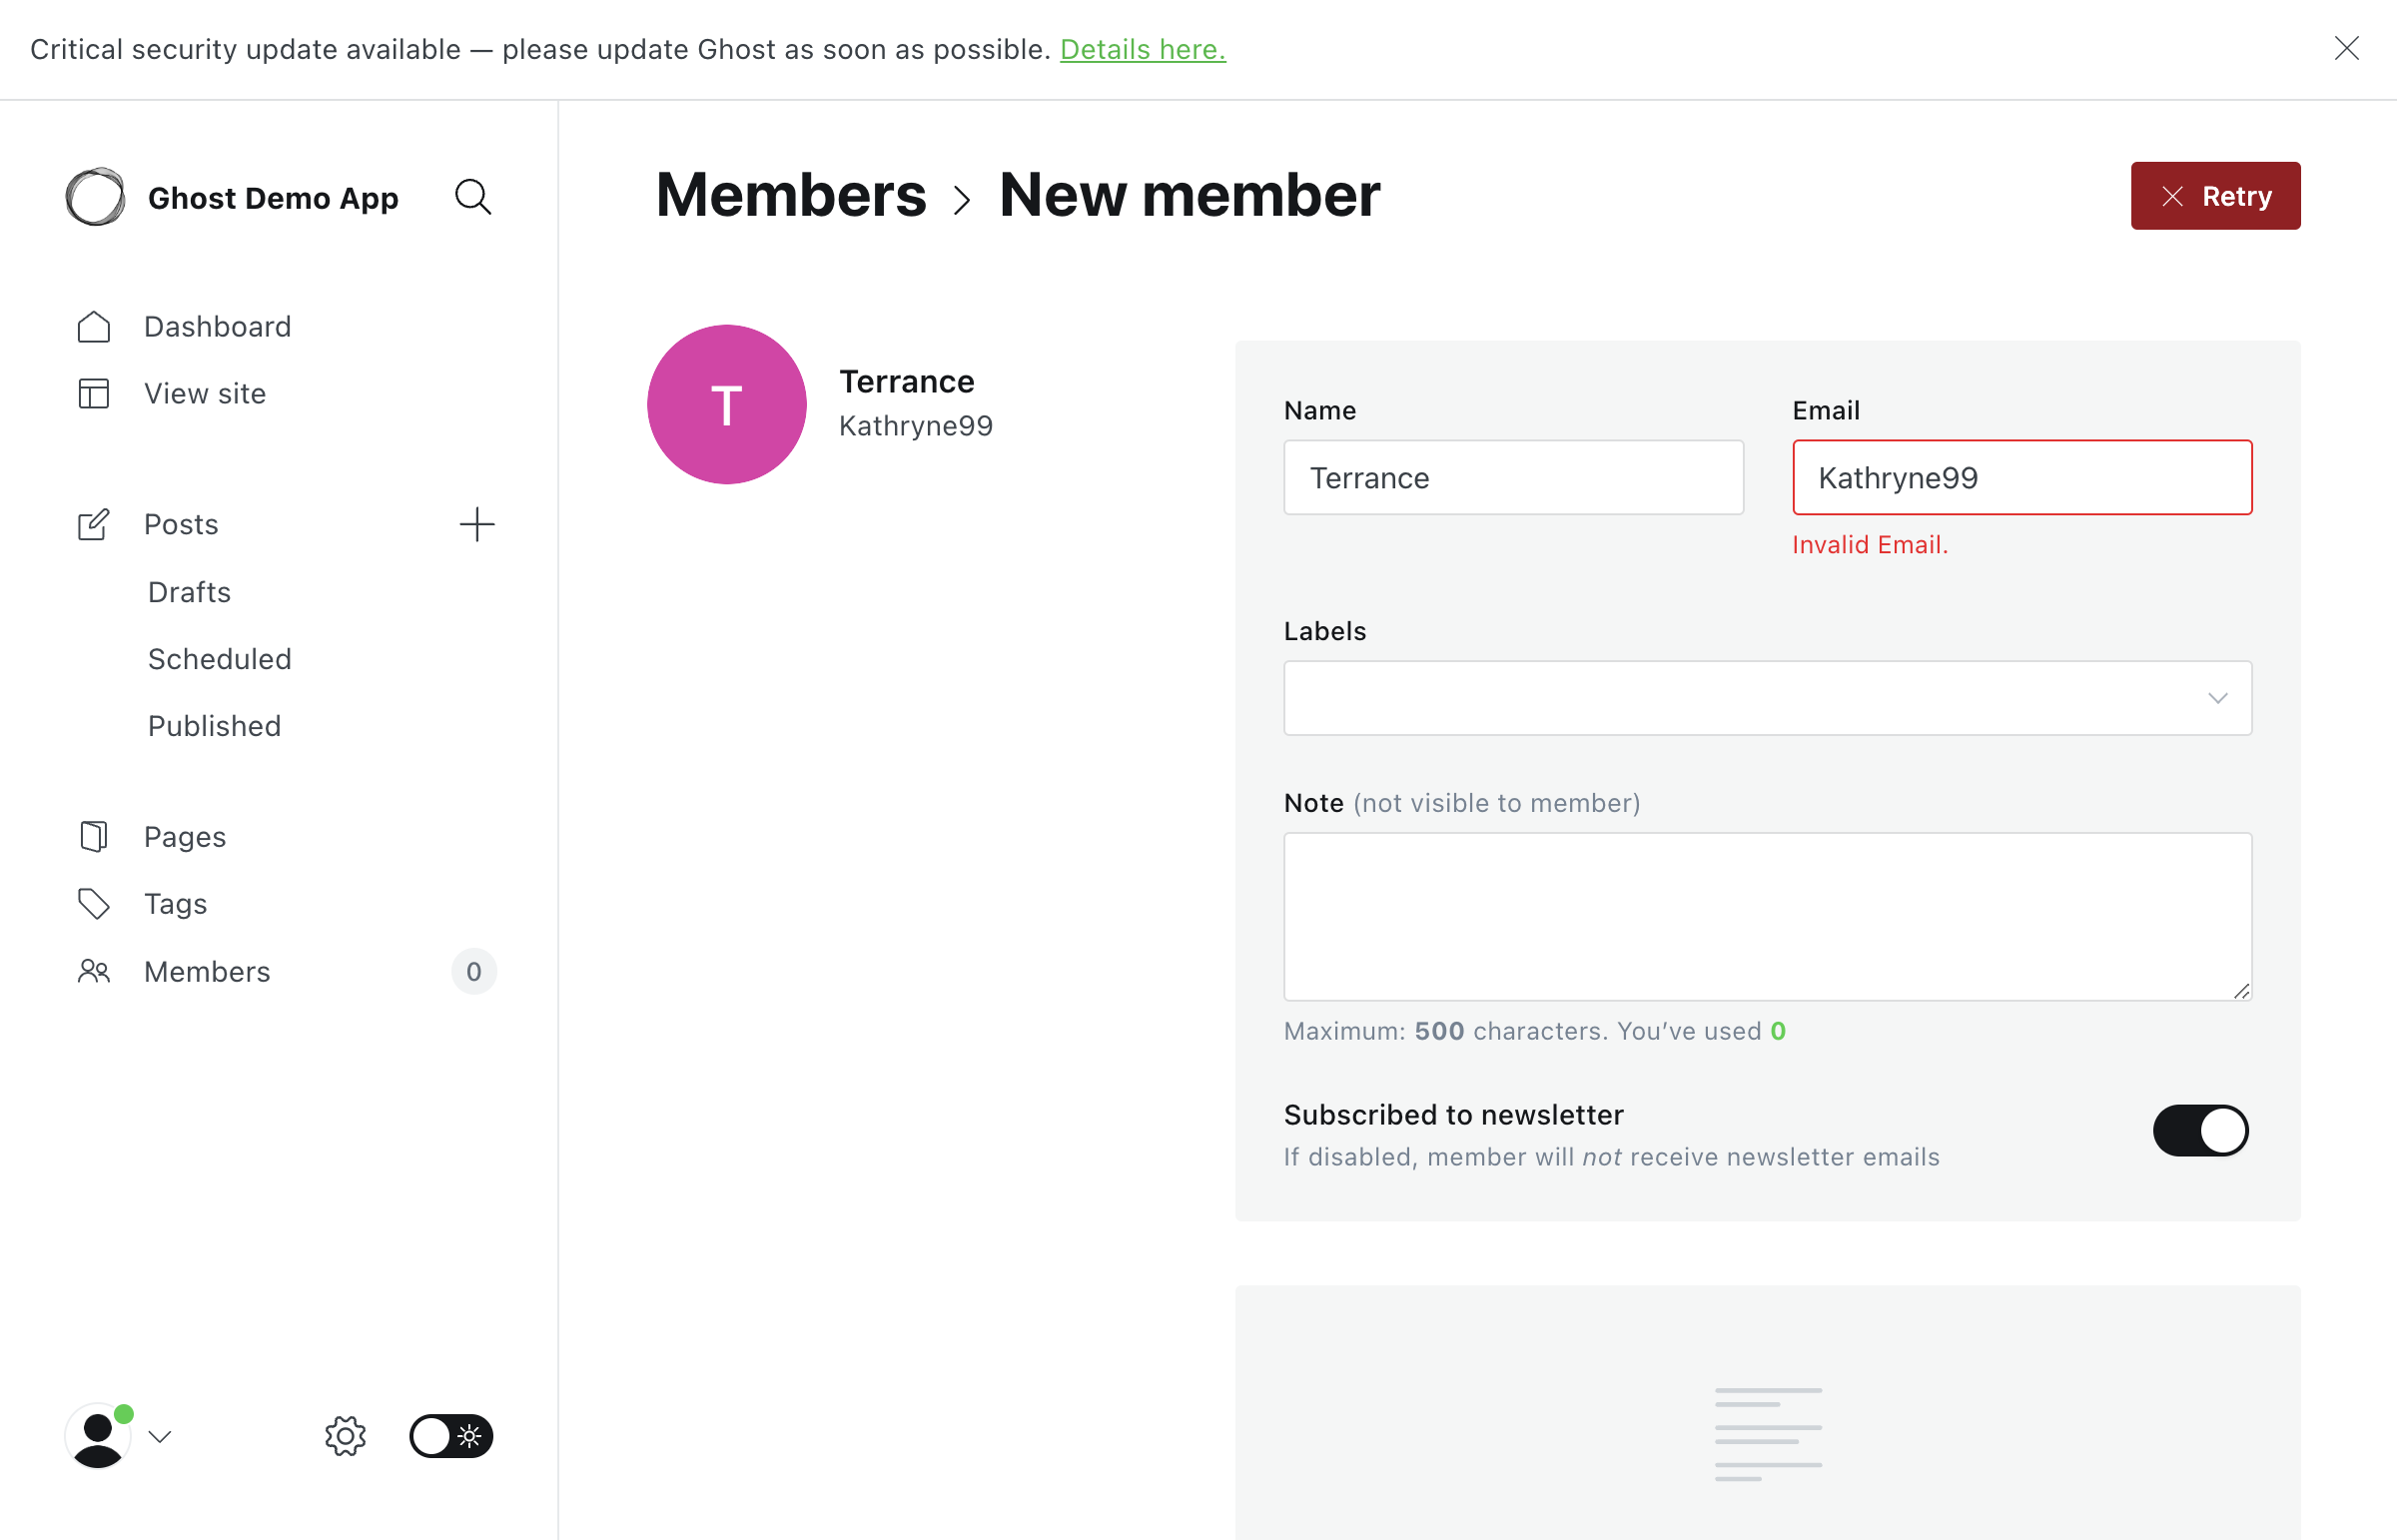 Critical security update available — please update Ghost as soon as possible. Details here.
Ghost Demo App
Dashboard
View site
Posts
Drafts
Scheduled
Published
Pages
Tags
Members 0
Members > New member
Retry
T
Terrance
Kathryne99
Name
Terrance
Email
Kathryne99
Invalid Email.
Labels
Note (not visible to member)
Maximum: 500 characters. You’ve used 0
Subscribed to newsletter
If disabled, member will not receive newsletter emails